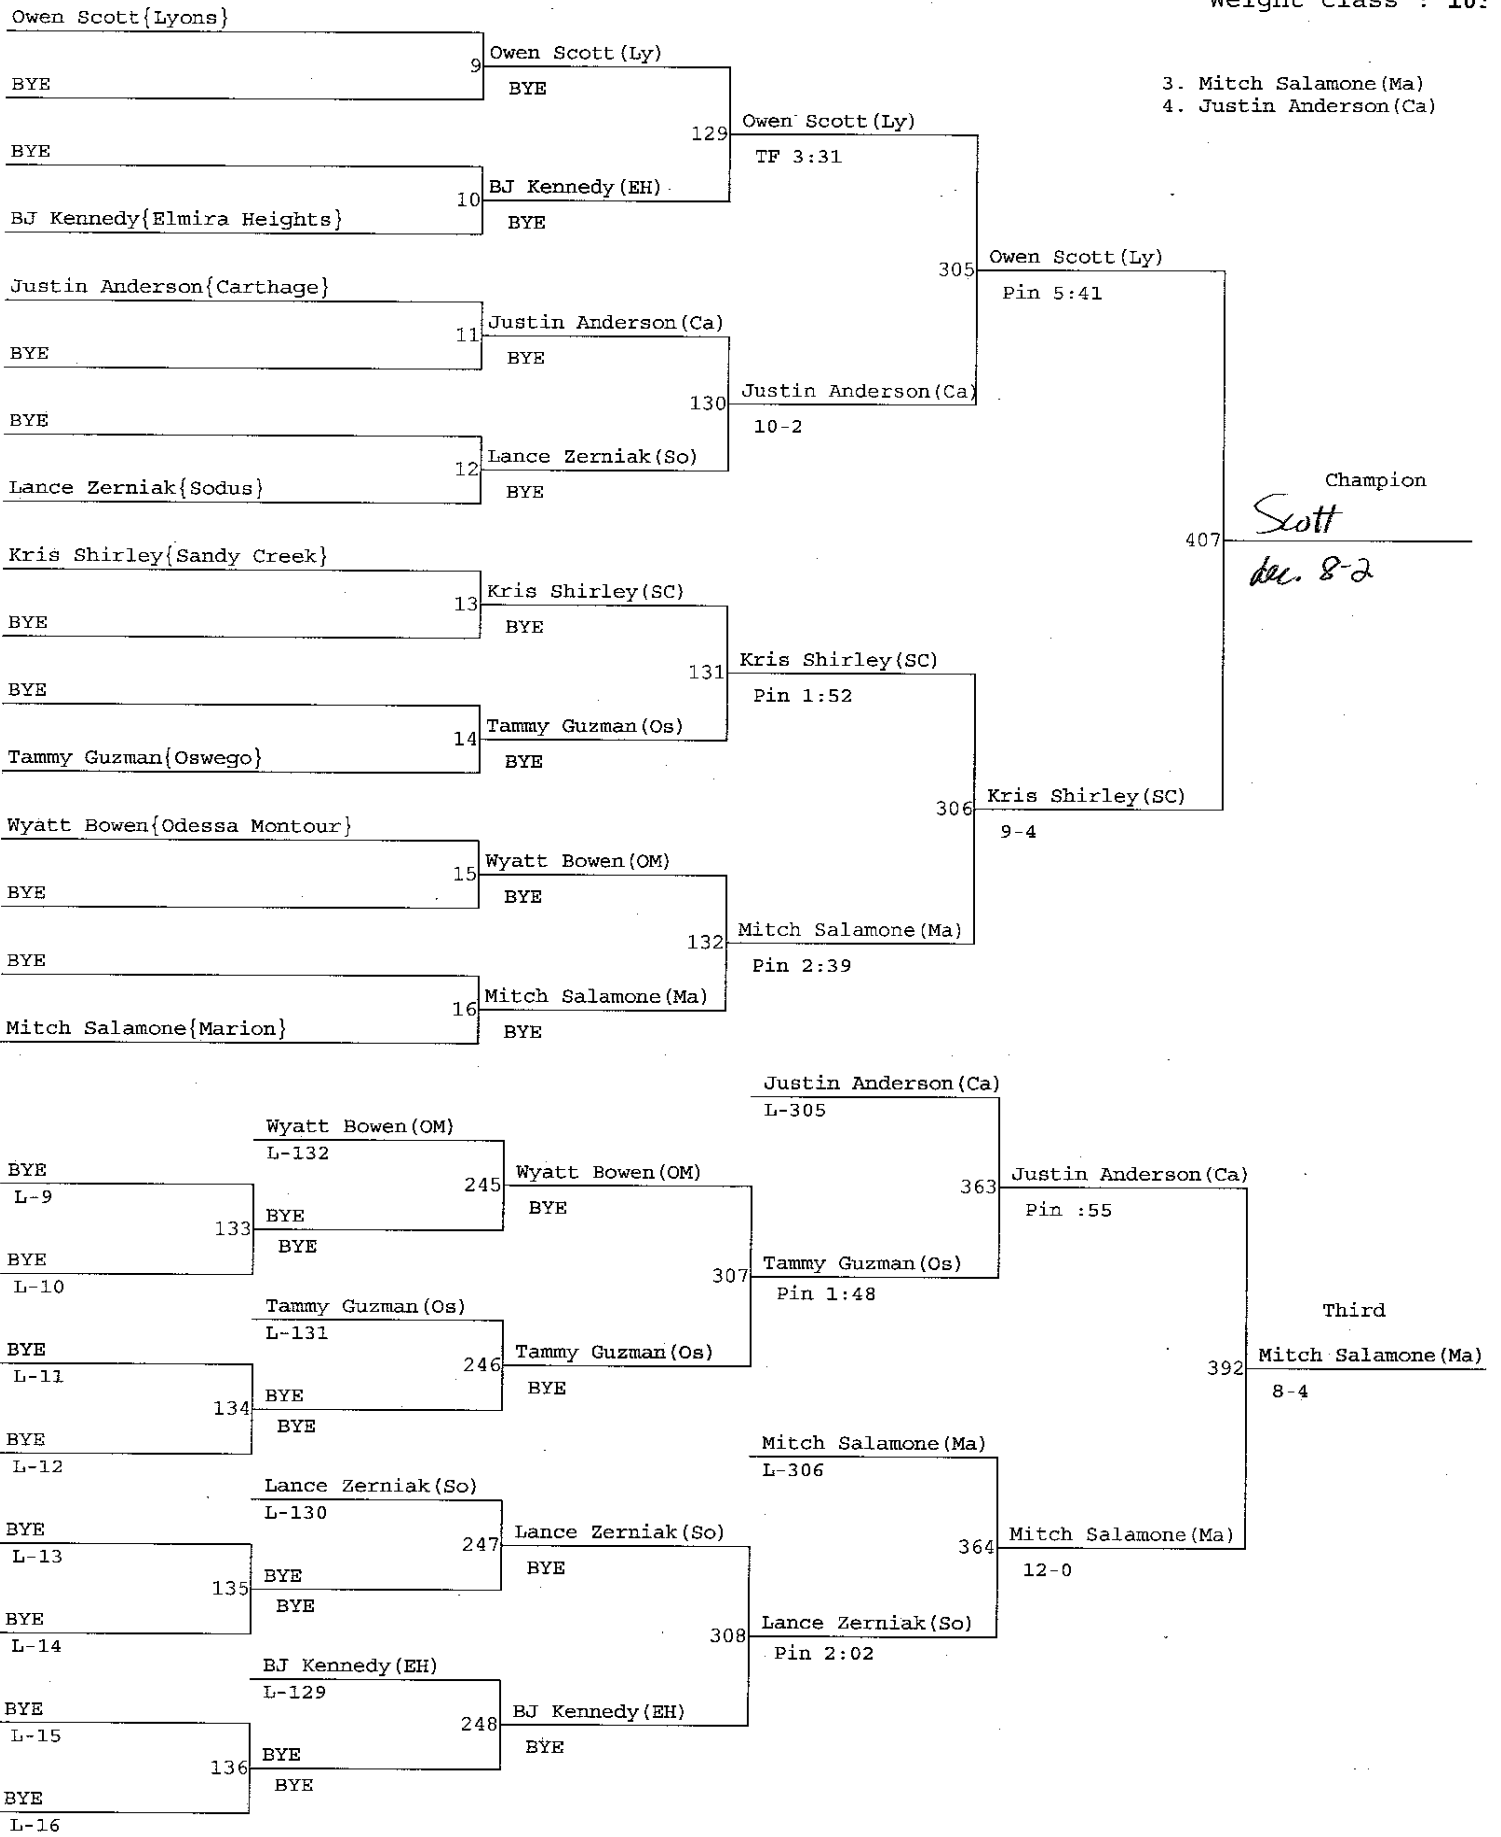 Weight Class : 10
3. Mitch Salamone(Ma)
4. Justin Anderson(Ca)
Owen Scott{Lyons}
9
Owen Scott(Ly)
BYE
BYE
129
Owen Scott(Ly)
TF 3:31
BYE
10
BJ Kennedy(EH)
BYE
BJ Kennedy{Elmira Heights}
305
Owen Scott(Ly)
Pin 5:41
Justin Anderson{Carthage}
11
Justin Anderson(Ca)
BYE
BYE
130
Justin Anderson(Ca)
10-2
BYE
12
Lance Zerniak(So)
BYE
Lance Zerniak{Sodus}
Champion
407
Scott
dec. 8-2
Kris Shirley{Sandy Creek}
13
Kris Shirley(SC)
BYE
BYE
131
Kris Shirley(SC)
Pin 1:52
BYE
14
Tammy Guzman(Os)
BYE
Tammy Guzman{Oswego}
306
Kris Shirley(SC)
9-4
Wyatt Bowen{Odessa Montour}
15
Wyatt Bowen(OM)
BYE
BYE
132
Mitch Salamone(Ma)
Pin 2:39
BYE
16
Mitch Salamone(Ma)
BYE
Mitch Salamone{Marion}
Justin Anderson(Ca)
L-305
Wyatt Bowen(OM)
L-132
BYE
L-9
245
Wyatt Bowen(OM)
BYE
363
Justin Anderson(Ca)
Pin :55
133
BYE
BYE
BYE
L-10
307
Tammy Guzman(Os)
Pin 1:48
Tammy Guzman(Os)
L-131
Third
BYE
L-11
246
Tammy Guzman(Os)
BYE
392
Mitch Salamone(Ma)
8-4
134
BYE
BYE
BYE
L-12
Mitch Salamone(Ma)
L-306
Lance Zerniak(So)
L-130
BYE
L-13
247
Lance Zerniak(So)
BYE
364
Mitch Salamone(Ma)
12-0
135
BYE
BYE
BYE
L-14
308
Lance Zerniak(So)
Pin 2:02
BJ Kennedy(EH)
L-129
BYE
L-15
248
BJ Kennedy(EH)
BYE
136
BYE
BYE
BYE
L-16